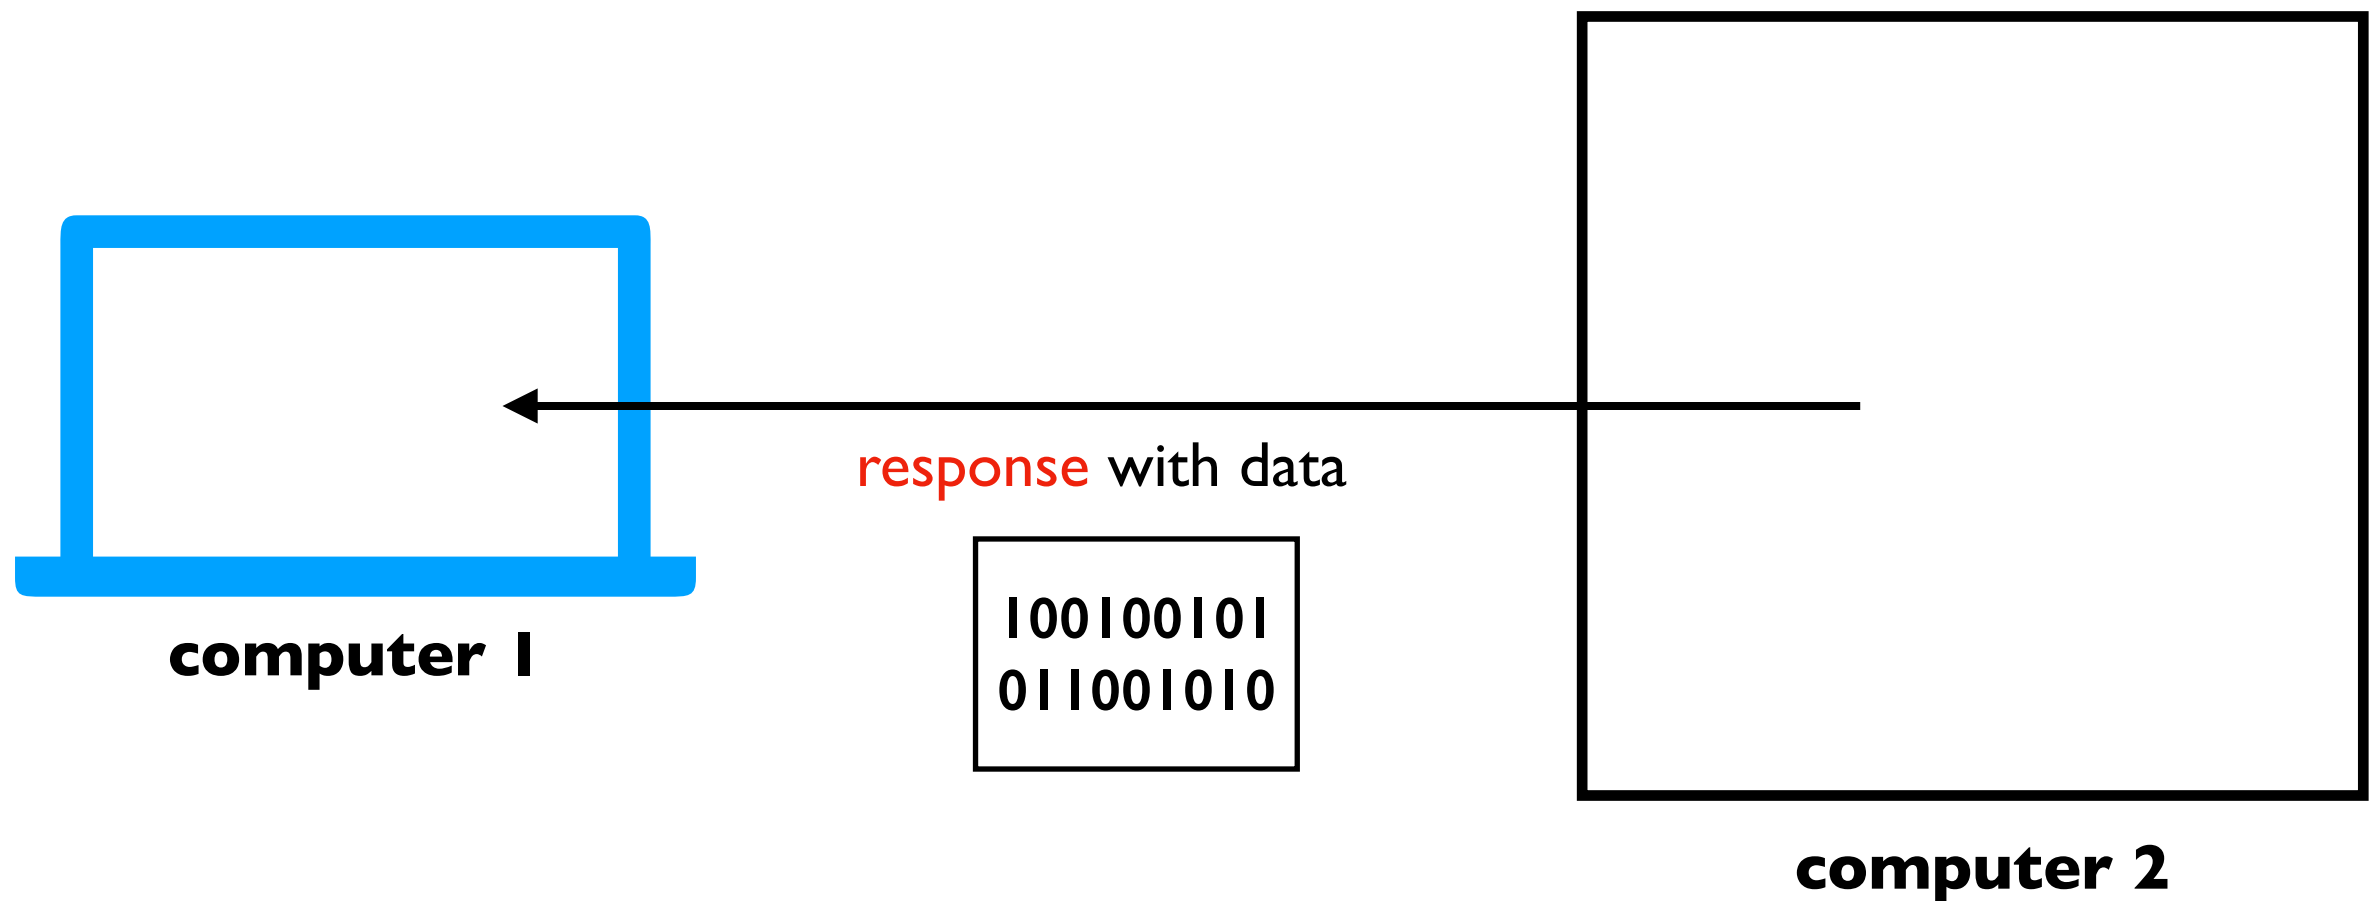 response with data
100100101
011001010
computer 1
computer 2